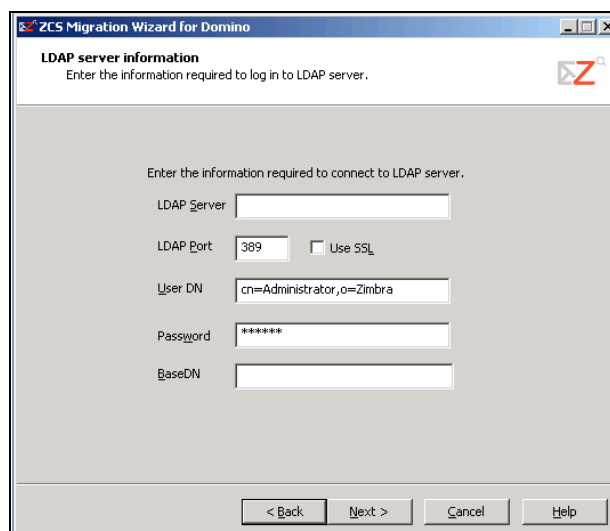 ZCS Migration Wizard for Domino
LDAP server information
Enter the information required to log in to LDAP server.
Z
Enter the information required to connect to LDAP server.
LDAP Server
LDAP Port 389 Use SSL
User DN cn=Administrator,o=Zimbra
Password ******
BaseDN
< Back Next > Cancel Help